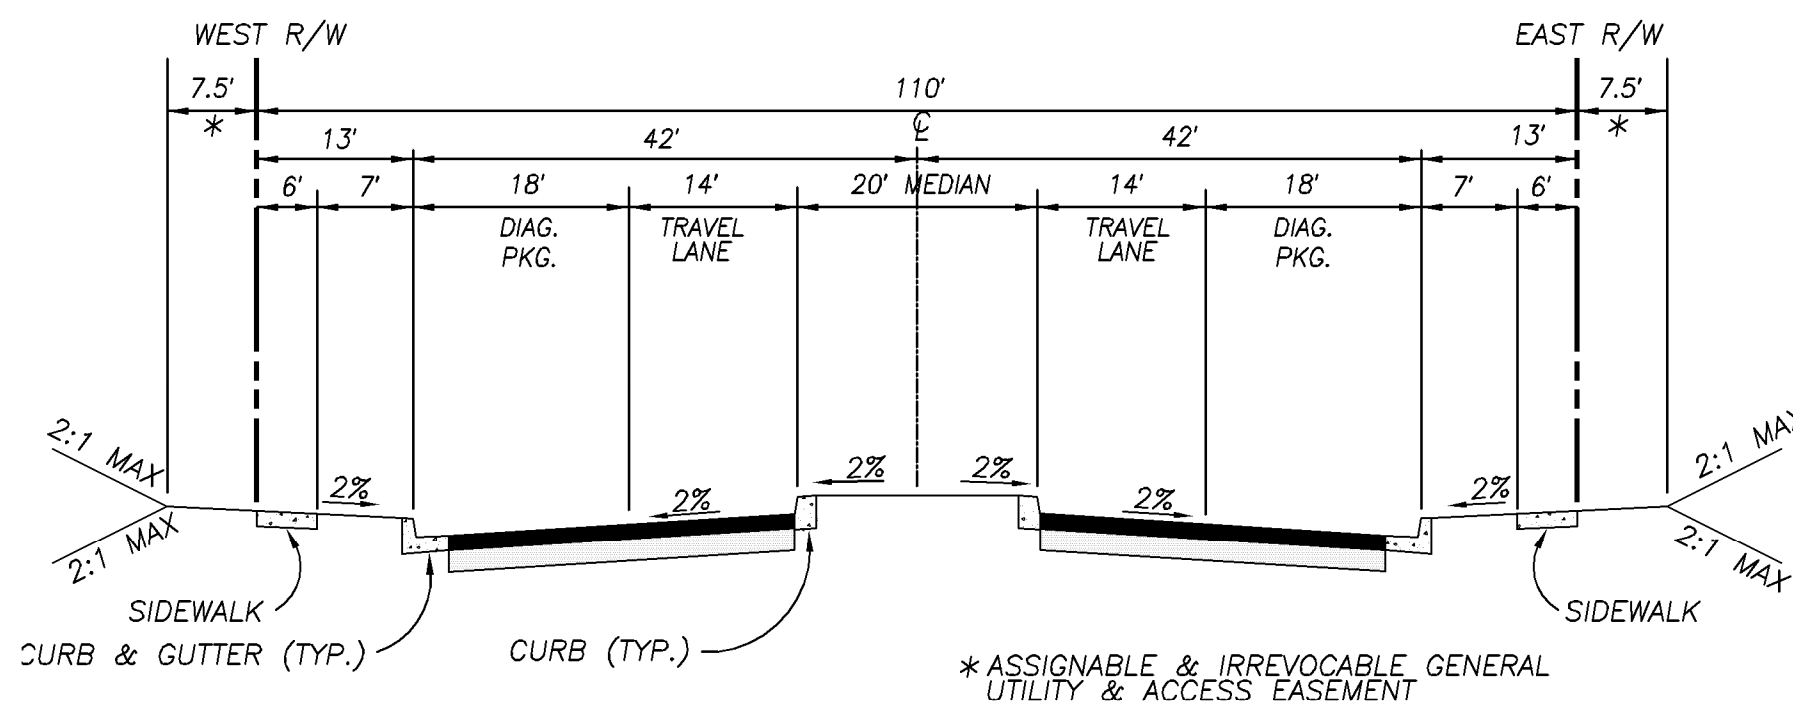 WEST R/W
EAST R/W
7.5'
110'
7.5'
*
℄
*
13'
42'
42'
13'
6'
7'
18'
14'
20' MEDIAN
14'
18'
7'
6'
DIAG.
PKG.
TRAVEL
LANE
TRAVEL
LANE
DIAG.
PKG.
2:1 MAX
2:1 MAX
2%
2%
2%
2%
2%
2%
2:1 MAX
2:1 MAX
SIDEWALK
SIDEWALK
CURB & GUTTER (TYP.)
CURB (TYP.)
* ASSIGNABLE & IRREVOCABLE GENERAL
UTILITY & ACCESS EASEMENT